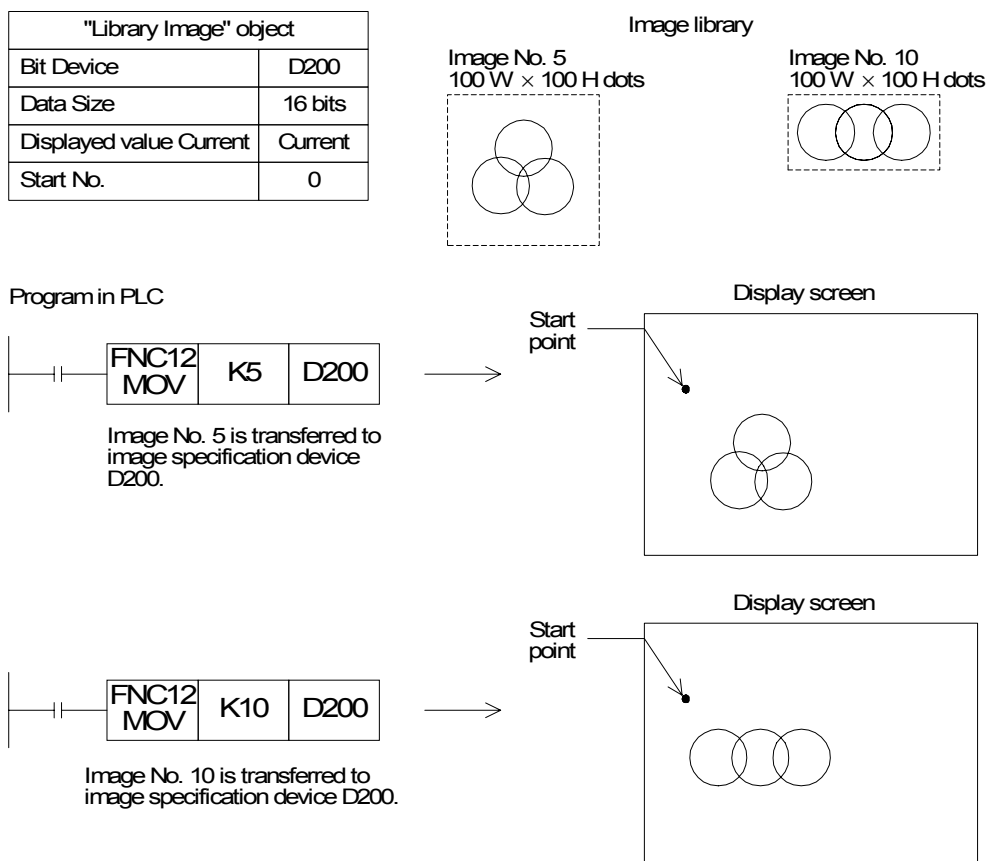 "Library Image" object
Bit Device D200
Data Size 16 bits
Displayed value Current Current
Start No. 0
Image library
Image No. 5
100 W × 100 H dots
Image No. 10
100 W × 100 H dots
Program in PLC
FNC12
MOV
K5
D200
Image No. 5 is transferred to
image specification device
D200.
Display screen
Start
point
FNC12
MOV
K10
D200
Image No. 10 is transferred to
image specification device D200.
Display screen
Start
point